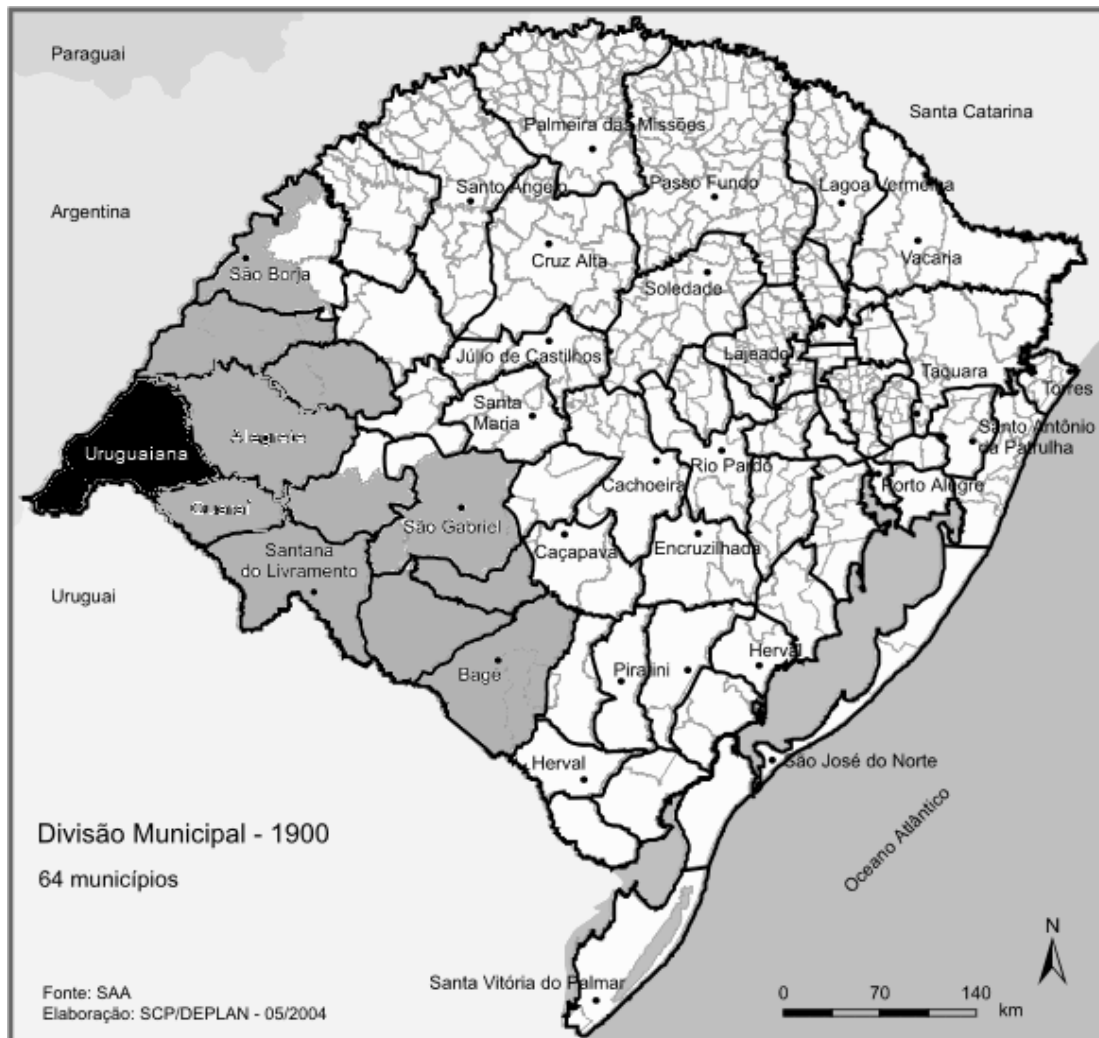 Paraguai
Santa Catarina
Palmeira das Missões
Argentina
Santo Angelo
Passo Fundo
Lagoa Vermelha
São Borja
Cruz Alta
Vacaria
Soledade
Júlio de Castilhos
Lajeado
Taquara
Torres
Santa
Maria
Santo Antônio
da Patrulha
Alegrete
Uruguaiana
Rio Pardo
Cachoeira
Porto Alegre
Quaraí
São Gabriel
Caçapava
Encruzilhada
Santana
do Livramento
Uruguai
Bagé
Piratini
Herval
Herval
São José do Norte
Divisão Municipal - 1900
64 municípios
Oceano Atlântico
Santa Vitória do Palmar
N
Fonte: SAA
Elaboração: SCP/DEPLAN - 05/2004
0 70 140
km